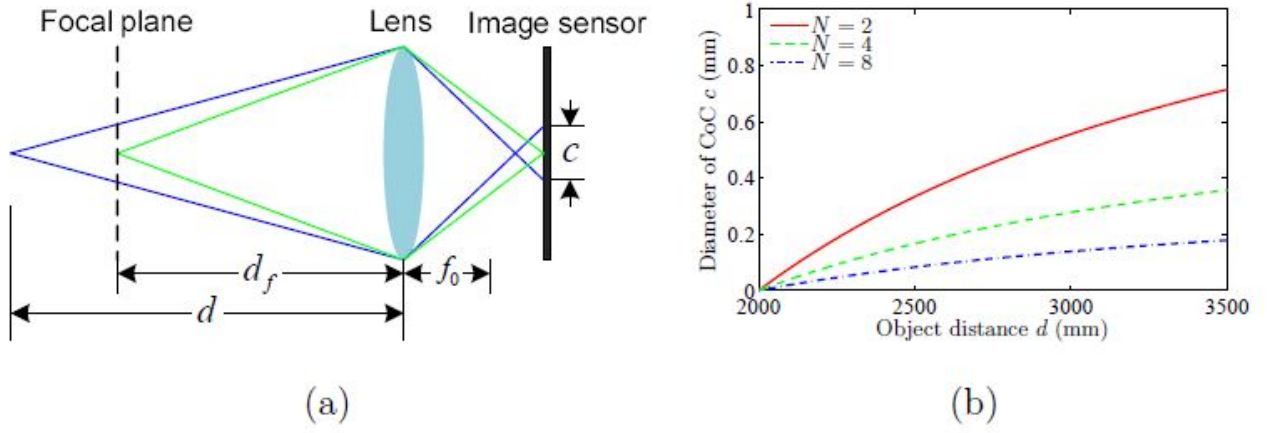 Focal plane
Lens
Image sensor
c
d_f
f_0
d
(a)
1
0.8
0.6
0.4
0.2
0
Diameter of CoC c (mm)
N = 2
N = 4
N = 8
2000 2500 3000 3500
Object distance d (mm)
(b)